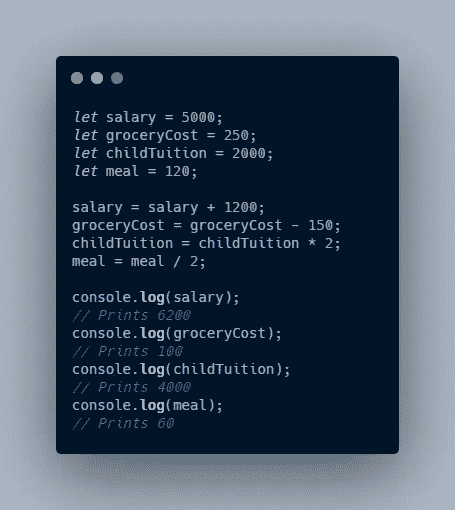 let salary = 5000;
let groceryCost = 250;
let childTuition = 2000;
let meal = 120;
salary = salary + 1200;
groceryCost = groceryCost - 150;
childTuition = childTuition * 2;
meal = meal / 2;
console.log(salary);
// Prints 6200
console.log(groceryCost);
// Prints 100
console.log(childTuition);
// Prints 4000
console.log(meal);
// Prints 60